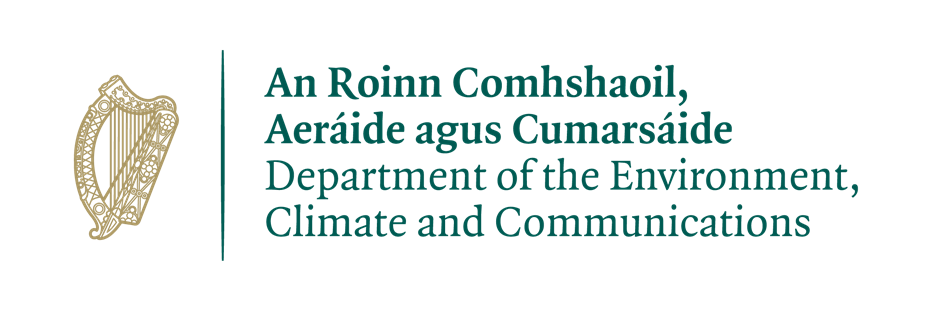 An Roinn Comhshaoil,
Aeráide agus Cumarsáide
Department of the Environment,
Climate and Communications